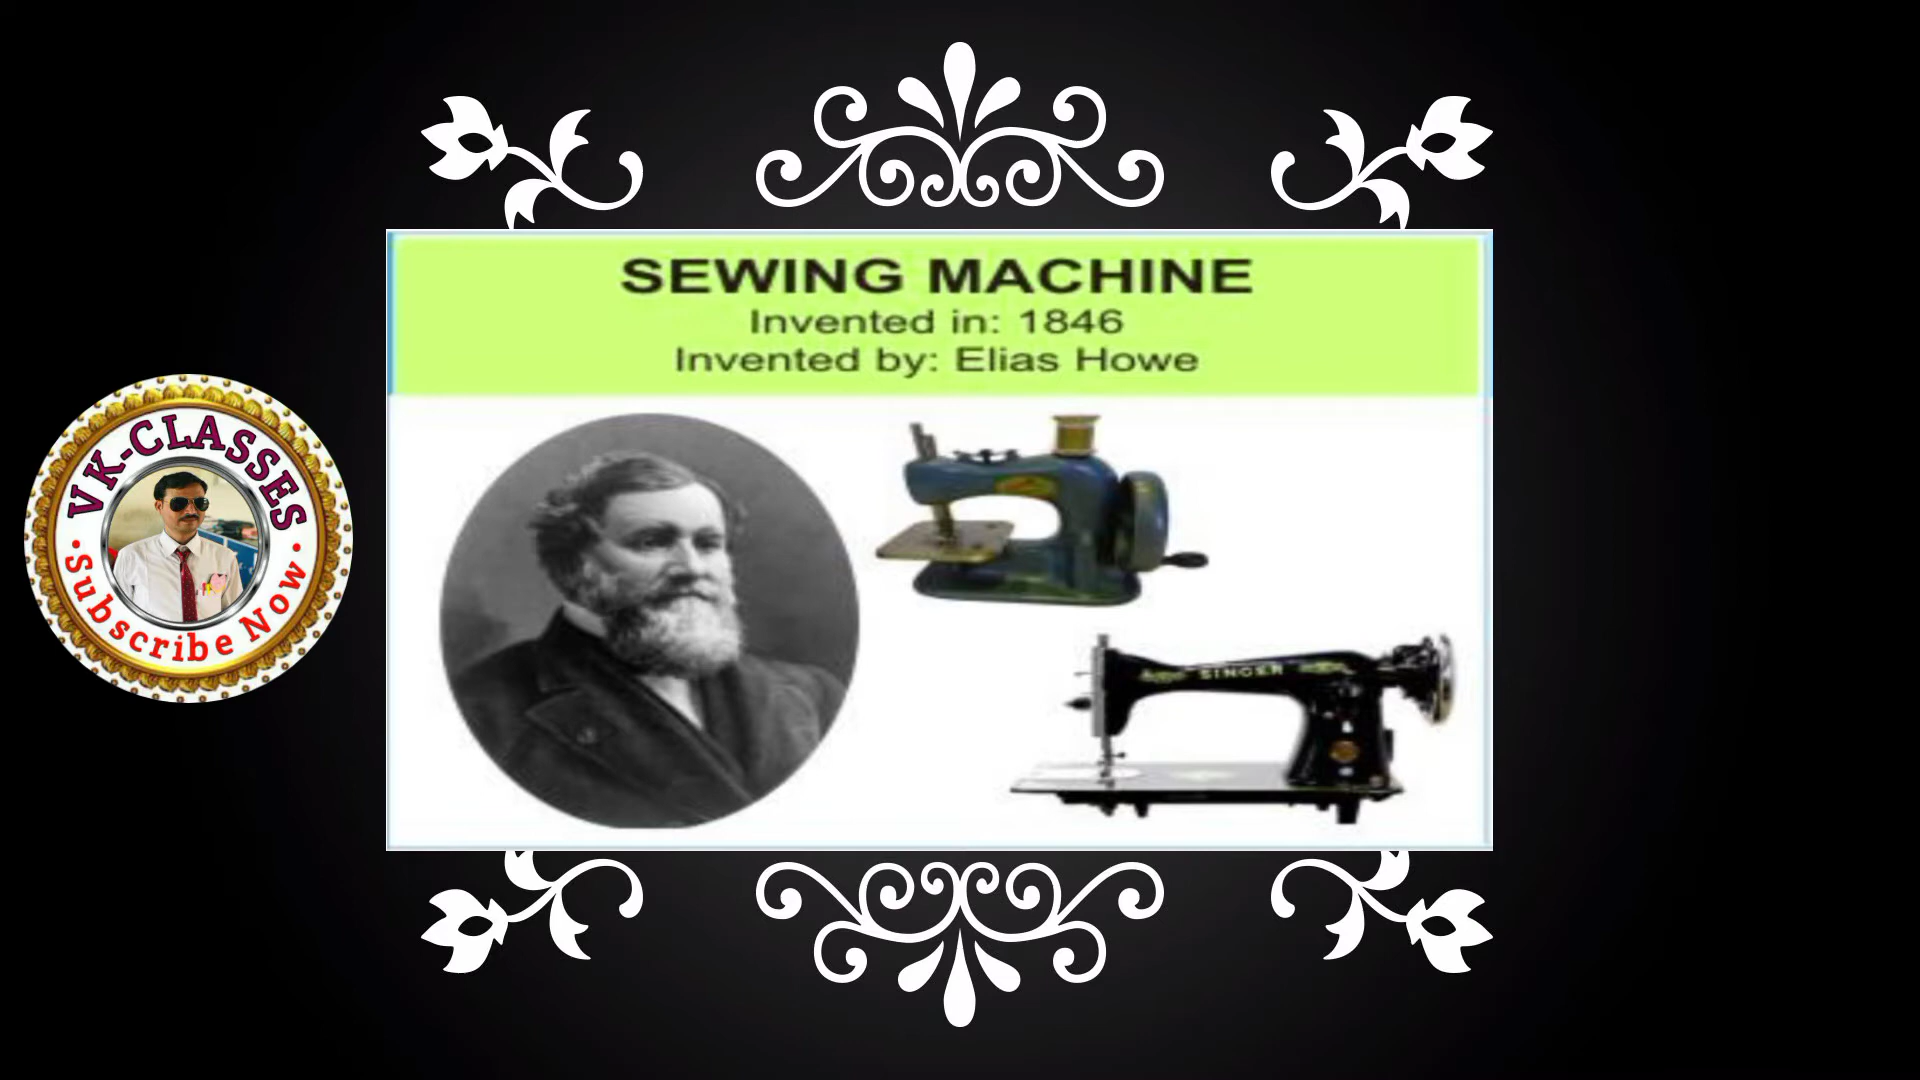 SEWING MACHINE
Invented in: 1846
Invented by: Elias Howe
VK-CLASSES
• Subscribe Now •
SINGER